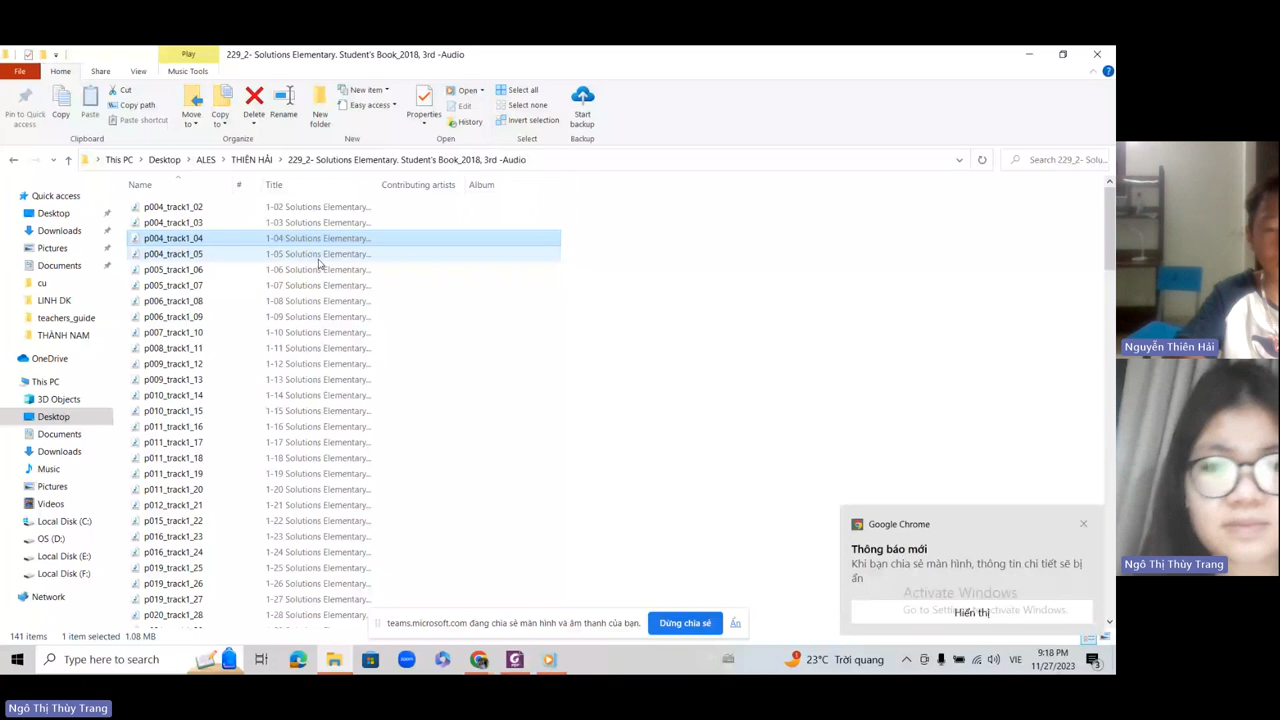 Play
229_2- Solutions Elementary. Student's Book_2018, 3rd -Audio
File Home Share View Music Tools
Pin to Quick access
Copy
Paste
Cut
Copy path
Paste shortcut
Clipboard
Move to
Copy to
Delete
Rename
Organize
New folder
New item
Easy access
New
Properties
Open
Edit
History
Open
Select all
Select none
Invert selection
Select
Start backup
Backup
This PC > Desktop > ALES > THIÊN HẢI > 229_2- Solutions Elementary. Student's Book_2018, 3rd -Audio
Search 229_2- Solu...
Name # Title Contributing artists Album
Quick access
Desktop
Downloads
Pictures
Documents
cu
LINH DK
teachers_guide
THÀNH NAM
OneDrive
This PC
3D Objects
Desktop
Documents
Downloads
Music
Pictures
Videos
Local Disk (C:)
OS (D:)
Local Disk (E:)
Local Disk (F:)
Network
p004_track1_02 1-02 Solutions Elementary...
p004_track1_03 1-03 Solutions Elementary...
p004_track1_04 1-04 Solutions Elementary...
p004_track1_05 1-05 Solutions Elementary...
p005_track1_06 1-06 Solutions Elementary...
p005_track1_07 1-07 Solutions Elementary...
p006_track1_08 1-08 Solutions Elementary...
p006_track1_09 1-09 Solutions Elementary...
p007_track1_10 1-10 Solutions Elementary...
p008_track1_11 1-11 Solutions Elementary...
p009_track1_12 1-12 Solutions Elementary...
p009_track1_13 1-13 Solutions Elementary...
p010_track1_14 1-14 Solutions Elementary...
p010_track1_15 1-15 Solutions Elementary...
p011_track1_16 1-16 Solutions Elementary...
p011_track1_17 1-17 Solutions Elementary...
p011_track1_18 1-18 Solutions Elementary...
p011_track1_19 1-19 Solutions Elementary...
p011_track1_20 1-20 Solutions Elementary...
p012_track1_21 1-21 Solutions Elementary...
p015_track1_22 1-22 Solutions Elementary...
p016_track1_23 1-23 Solutions Elementary...
p016_track1_24 1-24 Solutions Elementary...
p019_track1_25 1-25 Solutions Elementary...
p019_track1_26 1-26 Solutions Elementary...
p019_track1_27 1-27 Solutions Elementary...
p020_track1_28 1-28 Solutions Elementary...
Google Chrome
Thông báo mới
Khi bạn chia sẻ màn hình, thông tin chi tiết sẽ bị
ẩn
Activate Windows
Go to Settings to Activate Windows.
Hiển thị
teams.microsoft.com đang chia sẻ màn hình và âm thanh của bạn. Dừng chia sẻ Ẩn
141 items 1 item selected 1.08 MB
Type here to search
23°C Trời quang
VIE
9:18 PM
11/27/2023
3
Nguyễn Thiên Hải
Ngô Thị Thùy Trang
Ngô Thị Thùy Trang